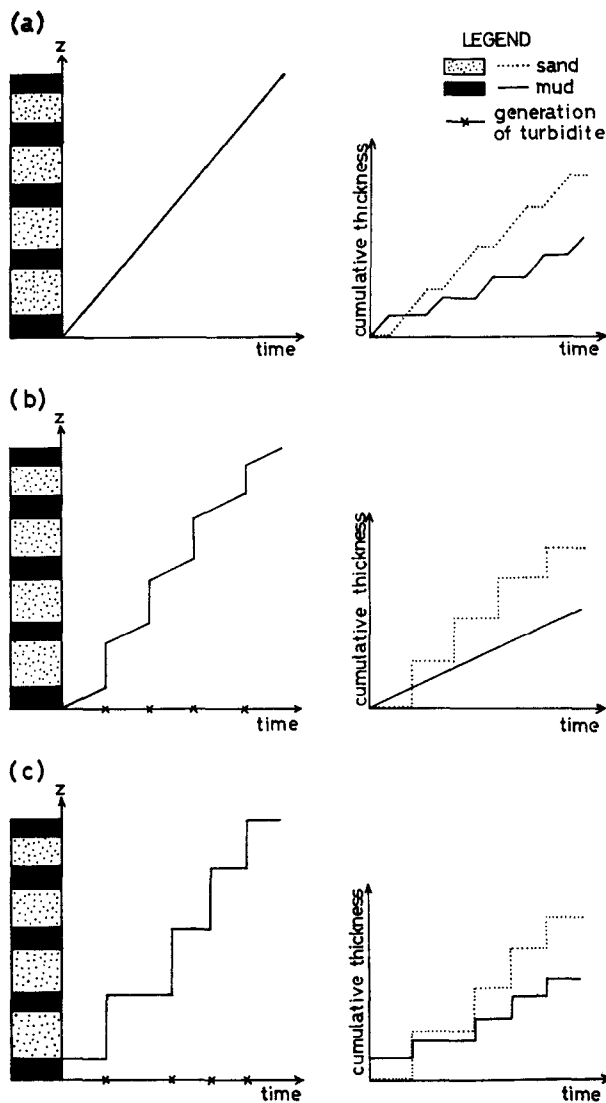 (a)
z
time
LEGEND
sand
mud
generation
of turbidite
cumulative thickness
time
(b)
z
time
cumulative thickness
time
(c)
z
time
cumulative thickness
time